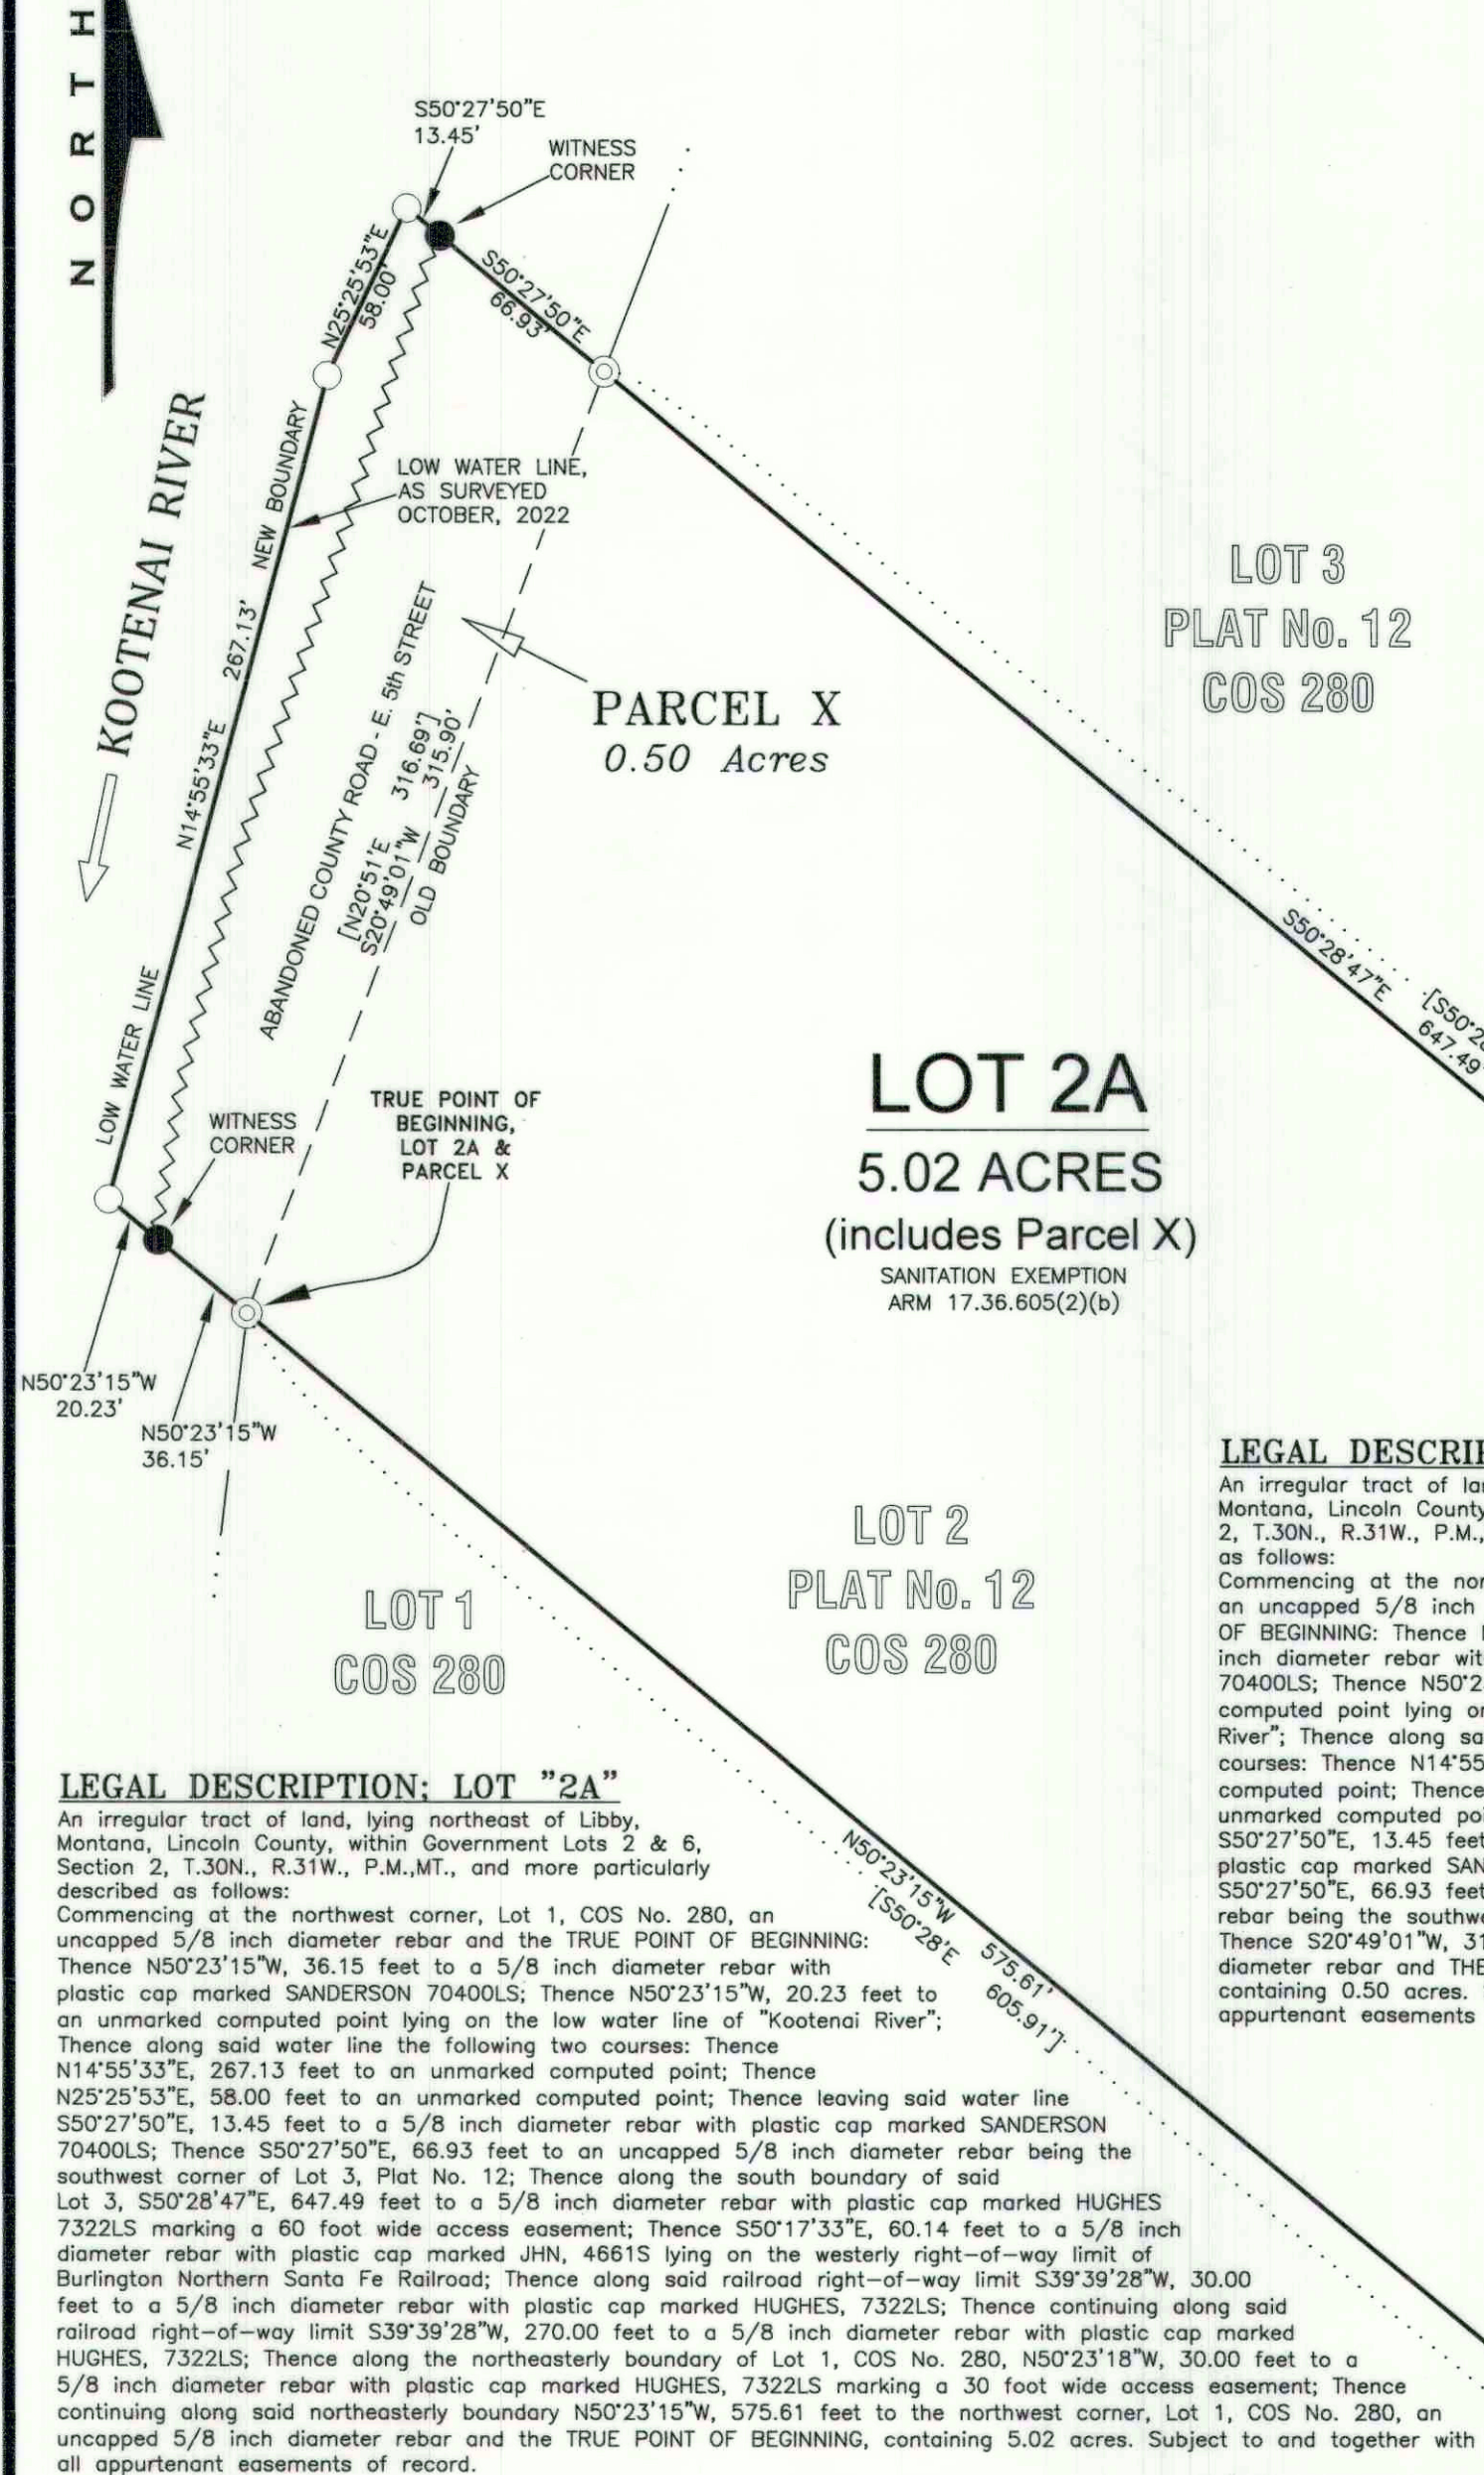 NORTH
S50°27'50"E
13.45'
WITNESS
CORNER
N25°25'53"E
58.00'
S50°27'50"E
66.93'
KOOTENAI RIVER
NEW BOUNDARY
LOW WATER LINE,
AS SURVEYED
OCTOBER, 2022
267.13'
N14°55'33"E
LOW WATER LINE
ABANDONED COUNTY ROAD - E. 5th STREET
[N20°51'E 316.69']
S20°49'01"W 315.90'
OLD BOUNDARY
PARCEL X
0.50 Acres
LOT 3
PLAT No. 12
COS 280
S50°28'47"E
647.49
WITNESS
CORNER
TRUE POINT OF
BEGINNING,
LOT 2A &
PARCEL X
LOT 2A
5.02 ACRES
(includes Parcel X)
SANITATION EXEMPTION
ARM 17.36.605(2)(b)
N50°23'15"W
20.23'
N50°23'15"W
36.15'
LOT 1
COS 280
LOT 2
PLAT No. 12
COS 280
N50°23'15"W 575.61'
[S50°28'E 605.91']
LEGAL DESCRIPTION; LOT "2A"
An irregular tract of land, lying northeast of Libby,
Montana, Lincoln County, within Government Lots 2 & 6,
Section 2, T.30N., R.31W., P.M.,MT., and more particularly
described as follows:
Commencing at the northwest corner, Lot 1, COS No. 280, an
uncapped 5/8 inch diameter rebar and the TRUE POINT OF BEGINNING:
Thence N50°23'15"W, 36.15 feet to a 5/8 inch diameter rebar with
plastic cap marked SANDERSON 70400LS; Thence N50°23'15"W, 20.23 feet to
an unmarked computed point lying on the low water line of "Kootenai River";
Thence along said water line the following two courses: Thence
N14°55'33"E, 267.13 feet to an unmarked computed point; Thence
N25°25'53"E, 58.00 feet to an unmarked computed point; Thence leaving said water line
S50°27'50"E, 13.45 feet to a 5/8 inch diameter rebar with plastic cap marked SANDERSON
70400LS; Thence S50°27'50"E, 66.93 feet to an uncapped 5/8 inch diameter rebar being the
southwest corner of Lot 3, Plat No. 12; Thence along the south boundary of said
Lot 3, S50°28'47"E, 647.49 feet to a 5/8 inch diameter rebar with plastic cap marked HUGHES
7322LS marking a 60 foot wide access easement; Thence S50°17'33"E, 60.14 feet to a 5/8 inch
diameter rebar with plastic cap marked JHN, 4661S lying on the westerly right-of-way limit of
Burlington Northern Santa Fe Railroad; Thence along said railroad right-of-way limit S39°39'28"W, 30.00
feet to a 5/8 inch diameter rebar with plastic cap marked HUGHES, 7322LS; Thence continuing along said
railroad right-of-way limit S39°39'28"W, 270.00 feet to a 5/8 inch diameter rebar with plastic cap marked
HUGHES, 7322LS; Thence along the northeasterly boundary of Lot 1, COS No. 280, N50°23'18"W, 30.00 feet to a
5/8 inch diameter rebar with plastic cap marked HUGHES, 7322LS marking a 30 foot wide access easement; Thence
continuing along said northeasterly boundary N50°23'15"W, 575.61 feet to the northwest corner, Lot 1, COS No. 280, an
uncapped 5/8 inch diameter rebar and the TRUE POINT OF BEGINNING, containing 5.02 acres. Subject to and together with
all appurtenant easements of record.
LEGAL
An irregular tract of
Montana, Lincoln County
2, T.30N., R.31W., P.M.,
as follows:
Commencing at the
an uncapped 5/8 inch
OF BEGINNING: Thence
inch diameter rebar
70400LS; Thence
computed point lying
River"; Thence along
courses: Thence
computed point; Thence
unmarked computed
S50°27'50"E, 13.45 feet
plastic cap marked
S50°27'50"E, 66.93 feet
rebar being the
Thence S20°49'01"W,
diameter rebar and
containing 0.50 acres.
appurtenant easements